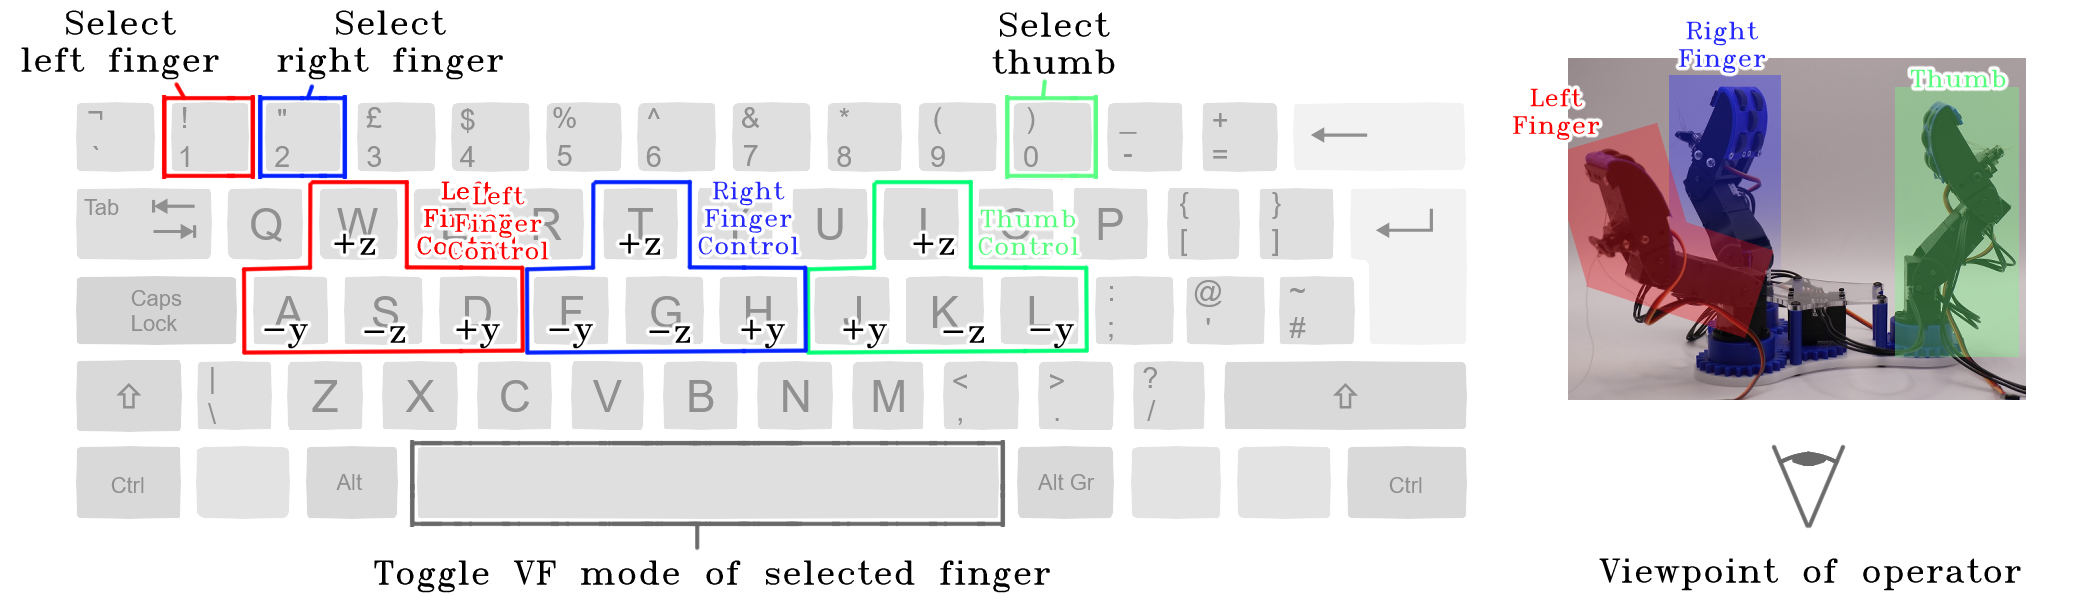 Select
left finger
Select
right finger
Select
thumb
Right
Finger
Thumb
Left
Finger
¬ ! " £ $ % ^ & * ( ) _ +
` 1 2 3 4 5 6 7 8 9 0 - =
Tab Q W E R T Y U I O P { }
[ ]
+z +z +z
Left
Finger
Control
Left
Finger
Control
Right
Finger
Control
Thumb
Control
Caps
Lock
A S D F G H J K L : @ ~
; ' #
-y -z +y -y -z +y +y -z -y
| Z X C V B N M < > ?
\ , . /
Ctrl Alt Alt Gr Ctrl
Toggle VF mode of selected finger
Viewpoint of operator